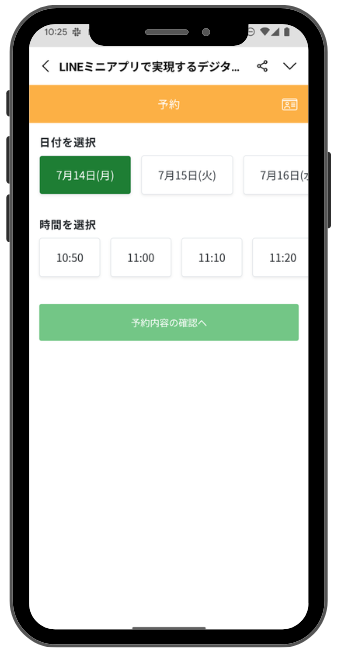 10:25
LINEミニアプリで実現するデジタ...
予約
日付を選択
7月14日(月)
7月15日(火)
7月16日(
時間を選択
10:50
11:00
11:10
11:20
予約内容の確認へ